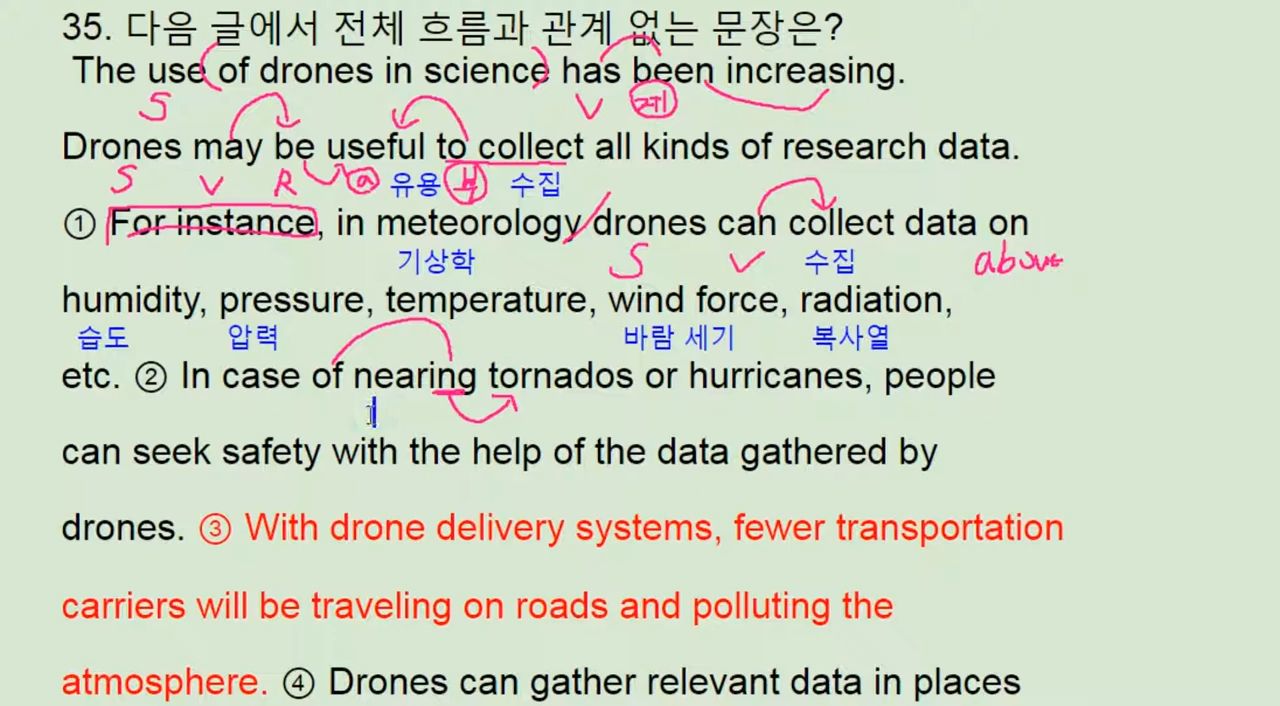 35. 다음 글에서 전체 흐름과 관계 없는 문장은?
The use of drones in science has been increasing.
S V 계
Drones may be useful to collect all kinds of research data.
S V R ⓐ 유용 부 수집
① For instance, in meteorology drones can collect data on
기상학 S V 수집 about
humidity, pressure, temperature, wind force, radiation,
습도 압력 바람 세기 복사열
etc. ② In case of nearing tornados or hurricanes, people
can seek safety with the help of the data gathered by
drones. ③ With drone delivery systems, fewer transportation
carriers will be traveling on roads and polluting the
atmosphere. ④ Drones can gather relevant data in places